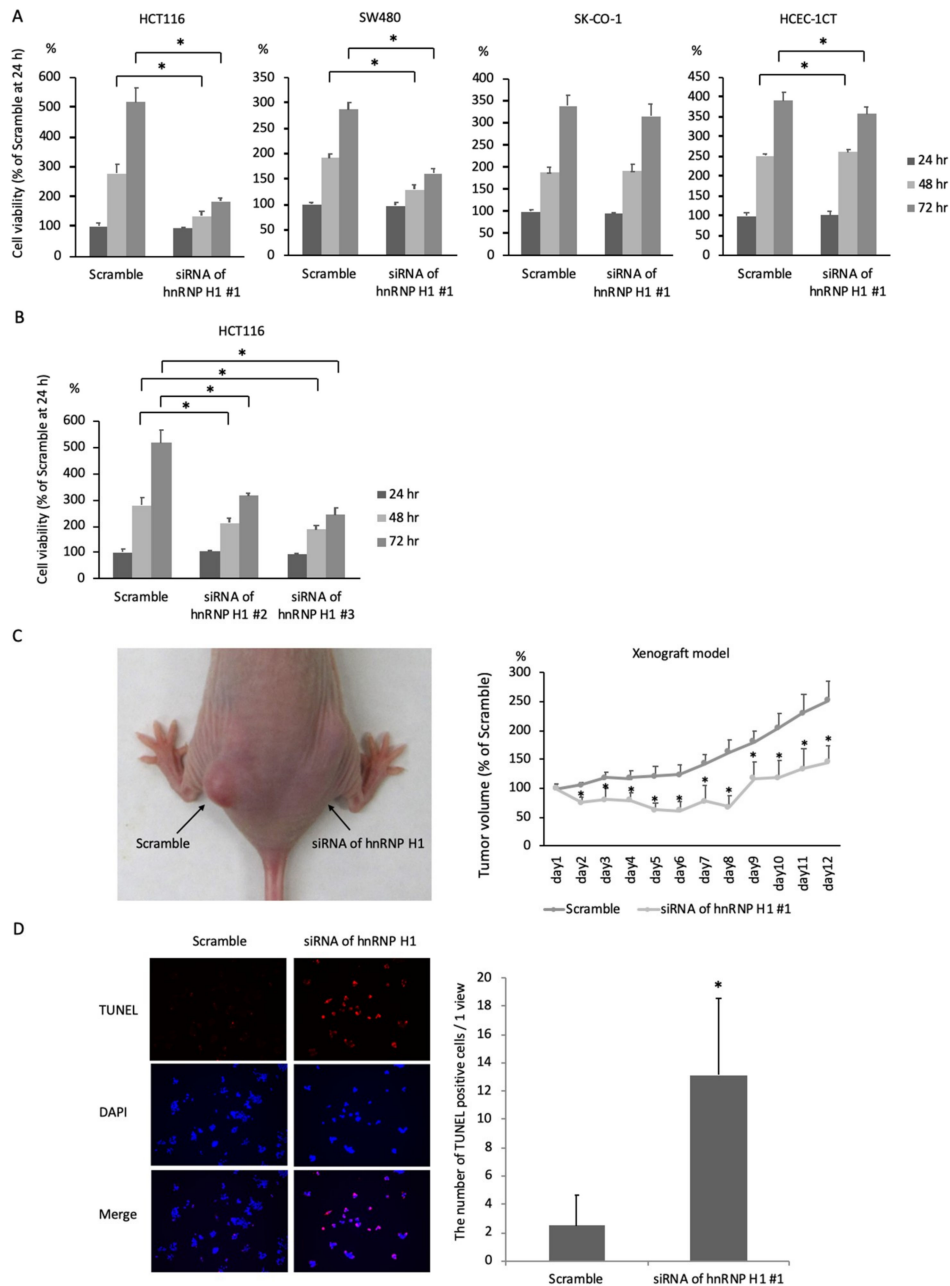 A
HCT116
SW480
SK-CO-1
HCEC-1CT
Cell viability (% of Scramble at 24 h)
%
600
500
400
300
200
100
0
*
*
Scramble
siRNA of
hnRNP H1 #1
%
350
300
250
200
150
100
50
0
*
*
Scramble
siRNA of
hnRNP H1 #1
%
400
350
300
250
200
150
100
50
0
Scramble
siRNA of
hnRNP H1 #1
%
450
400
350
300
250
200
150
100
50
0
*
*
Scramble
siRNA of
hnRNP H1 #1
24 hr
48 hr
72 hr
B
HCT116
Cell viability (% of Scramble at 24 h)
%
600
500
400
300
200
100
0
*
*
*
*
Scramble
siRNA of
hnRNP H1 #2
siRNA of
hnRNP H1 #3
24 hr
48 hr
72 hr
C
Scramble
siRNA of hnRNP H1
Xenograft model
%
Tumor volume (% of Scramble)
300
250
200
150
100
50
0
* * * * * * * * * * *
day1
day2
day3
day4
day5
day6
day7
day8
day9
day10
day11
day12
Scramble
siRNA of hnRNP H1 #1
D
Scramble
siRNA of hnRNP H1
TUNEL
DAPI
Merge
The number of TUNEL positive cells / 1 view
20
18
16
14
12
10
8
6
4
2
0
*
Scramble
siRNA of hnRNP H1 #1